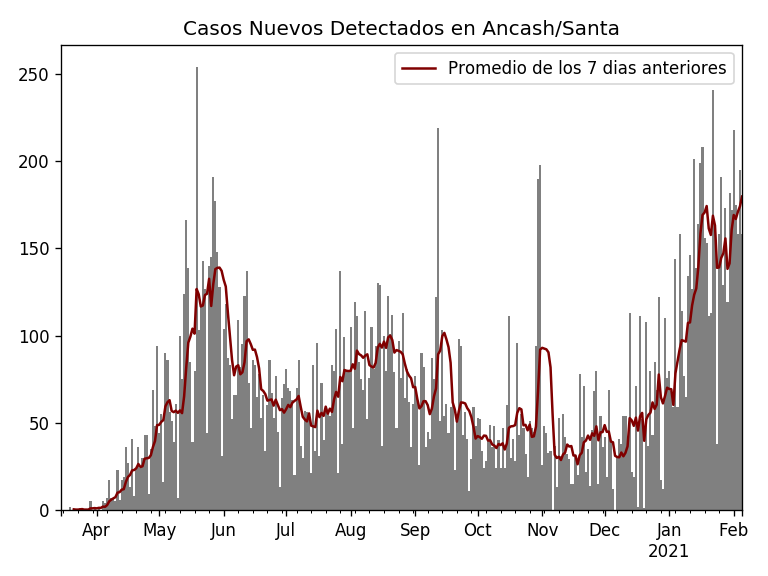 Casos Nuevos Detectados en Ancash/Santa
Promedio de los 7 dias anteriores
250
200
150
100
50
0
Apr May Jun Jul Aug Sep Oct Nov Dec Jan Feb
2021